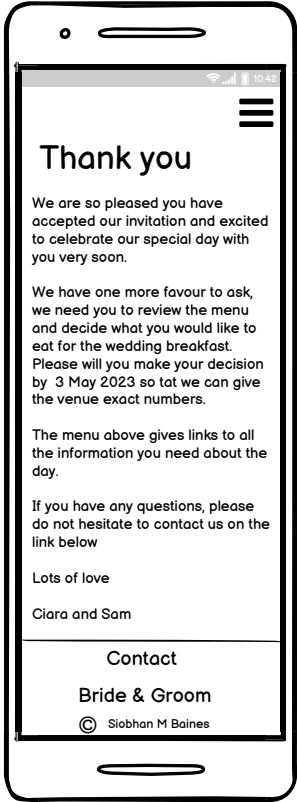 10:42
Thank you
We are so pleased you have
accepted our invitation and excited
to celebrate our special day with
you very soon.
We have one more favour to ask,
we need you to review the menu
and decide what you would like to
eat for the wedding breakfast.
Please will you make your decision
by 3 May 2023 so tat we can give
the venue exact numbers.
The menu above gives links to all
the information you need about the
day.
If you have any questions, please
do not hesitate to contact us on the
link below
Lots of love
Ciara and Sam
Contact
Bride & Groom
© Siobhan M Baines